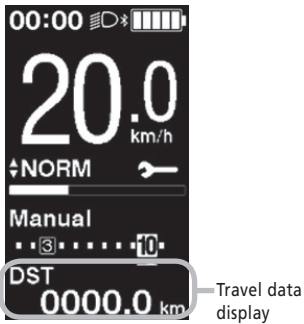 00:00
20.0
km/h
NORM
Manual
3 10
DST
0000.0 km
Travel data
display